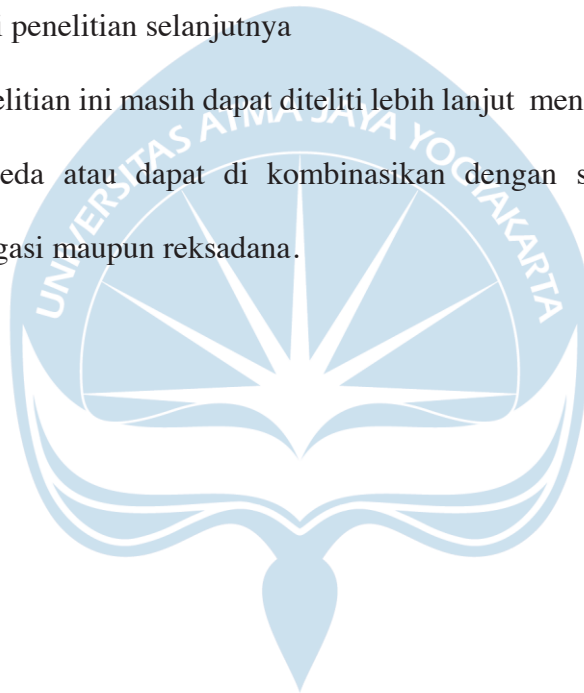 i penelitian selanjutnya
elitian ini masih dapat diteliti lebih lanjut men
eda atau dapat di kombinasikan dengan s
gasi maupun reksadana.
UNIVERSITAS ATMA JAYA YOGYAKARTA